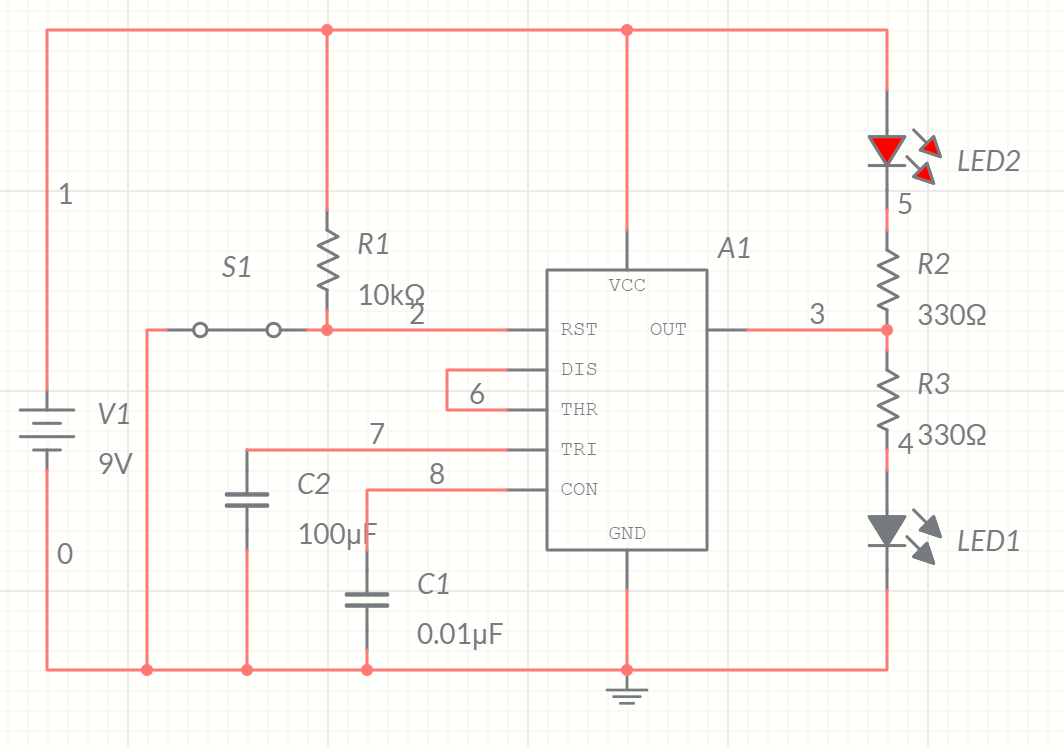 1
S1
R1
10kΩ
2
A1
VCC
RST
OUT
DIS
THR
TRI
CON
GND
3
LED2
5
R2
330Ω
R3
4
330Ω
LED1
6
7
8
V1
9V
C2
100µF
0
C1
0.01µF